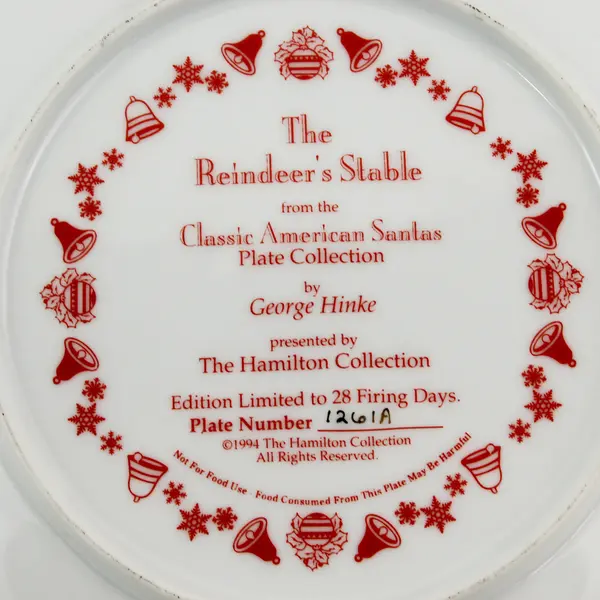 The
Reindeer's Stable
from the
Classic American Santas
Plate Collection
by
George Hinke
presented by
The Hamilton Collection
Edition Limited to 28 Firing Days.
Plate Number 1261A
©1994 The Hamilton Collection
All Rights Reserved.
Not For Food Use - Food Consumed From This Plate May Be Harmful